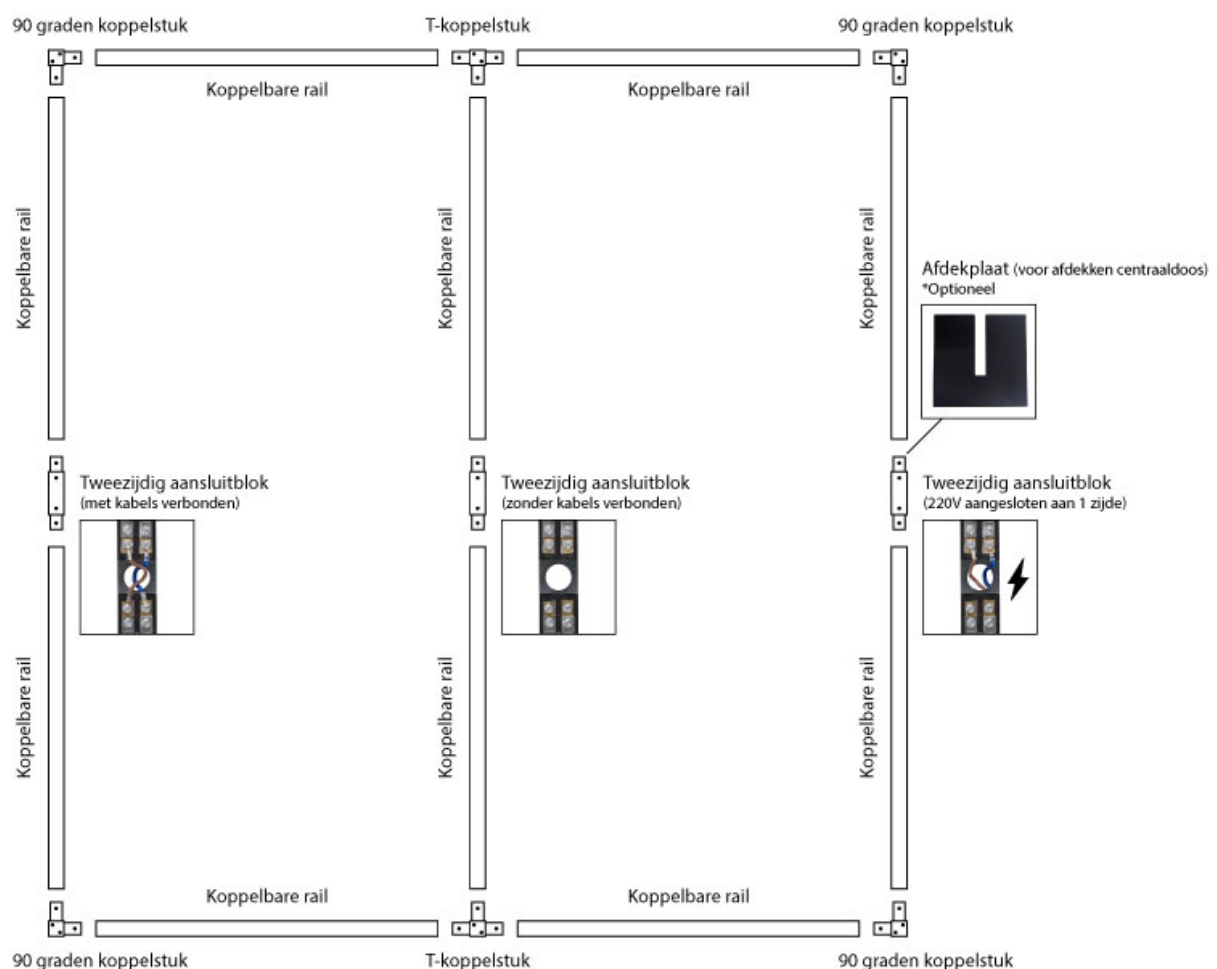 90 graden koppelstuk
T-koppelstuk
90 graden koppelstuk
Koppelbare rail
Koppelbare rail
Koppelbare rail
Koppelbare rail
Koppelbare rail
Afdekplaat (voor afdekken centraaldoos)
*Optioneel
Tweezijdig aansluitblok
(met kabels verbonden)
Tweezijdig aansluitblok
(zonder kabels verbonden)
Tweezijdig aansluitblok
(220V aangesloten aan 1 zijde)
Koppelbare rail
Koppelbare rail
Koppelbare rail
Koppelbare rail
Koppelbare rail
90 graden koppelstuk
T-koppelstuk
90 graden koppelstuk